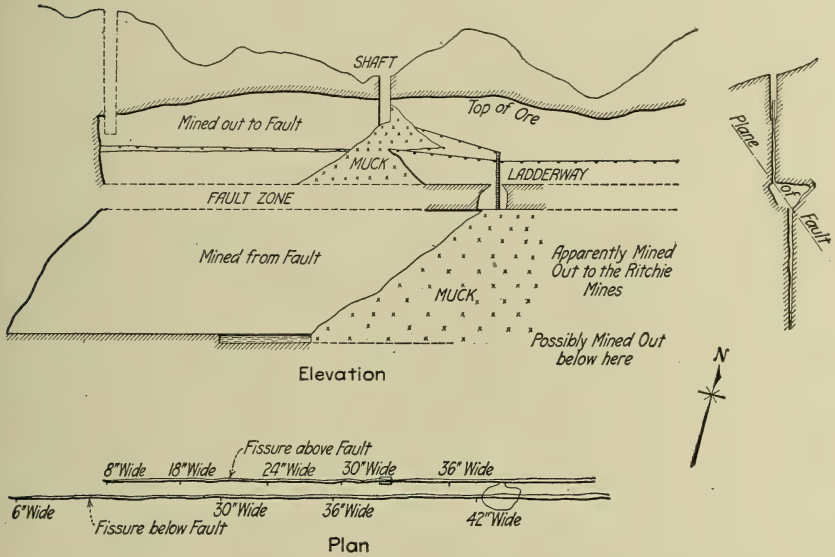 SHAFT
Top of Ore
Mined out to Fault
MUCK
LADDERWAY
FAULT ZONE
Mined from Fault
MUCK
Apparently Mined
Out to the Ritchie
Mines
Possibly Mined Out
below here
Plane
of
Fault
N
Elevation
Fissure above Fault
8"Wide 18"Wide 24"Wide 30"Wide 36"Wide
6"Wide 30"Wide 36"Wide 42"Wide
Fissure below Fault
Plan